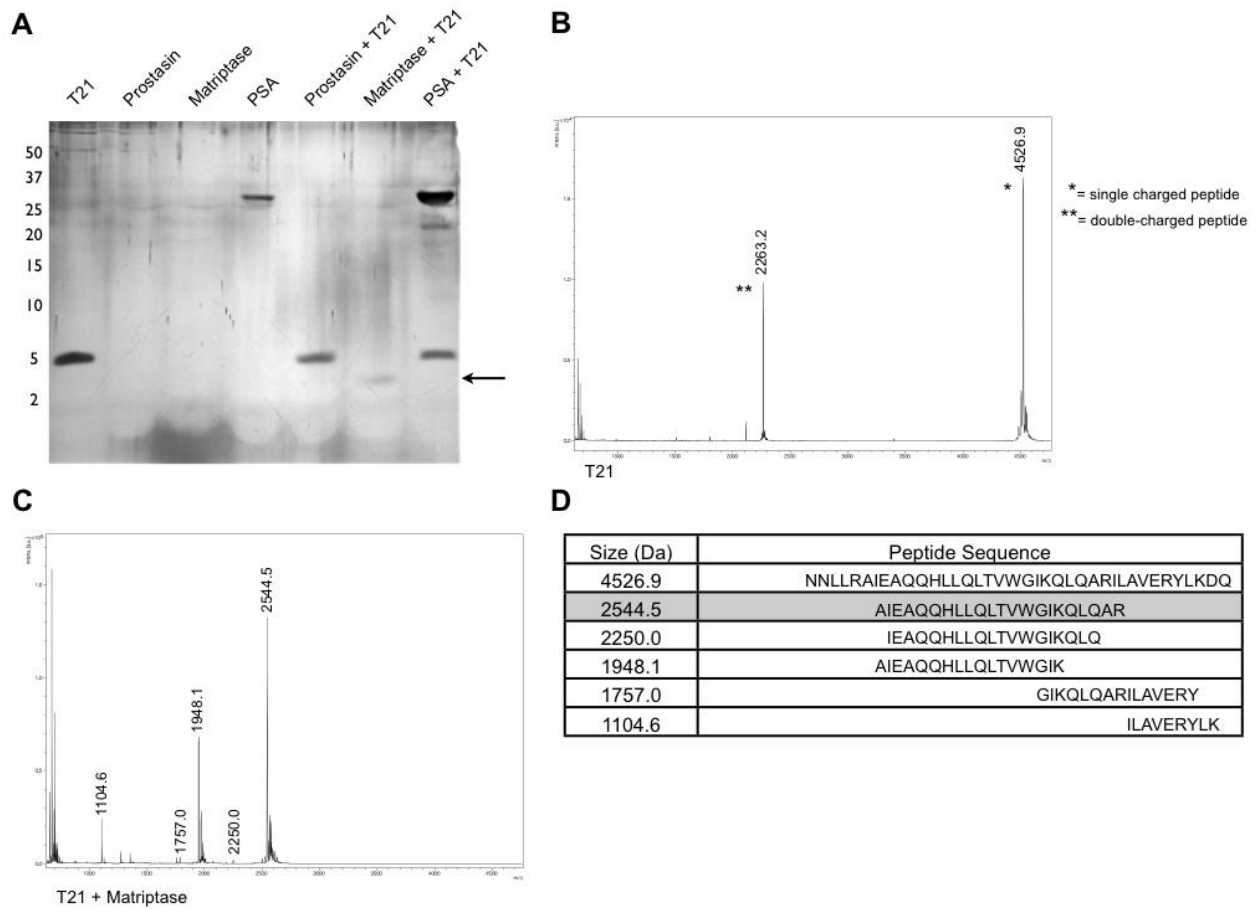 A
T21
Prostasin
Matriptase
PSA
Prostasin + T21
Matriptase + T21
PSA + T21
50
37
25
20
15
10
5
2
B
4526.9
2263.2
*
**
*= single charged peptide
**= double-charged peptide
T21
C
2544.5
1948.1
1104.6
1757.0
2250.0
T21 + Matriptase
D
Size (Da) Peptide Sequence
4526.9 NNLLRAIEAQQHLLQLTVWGIKQLQARILAVERYLKDQ
2544.5 AIEAQQHLLQLTVWGIKQLQAR
2250.0 IEAQQHLLQLTVWGIKQLQ
1948.1 AIEAQQHLLQLTVWGIK
1757.0 GIKQLQARILAVERY
1104.6 ILAVERYLK